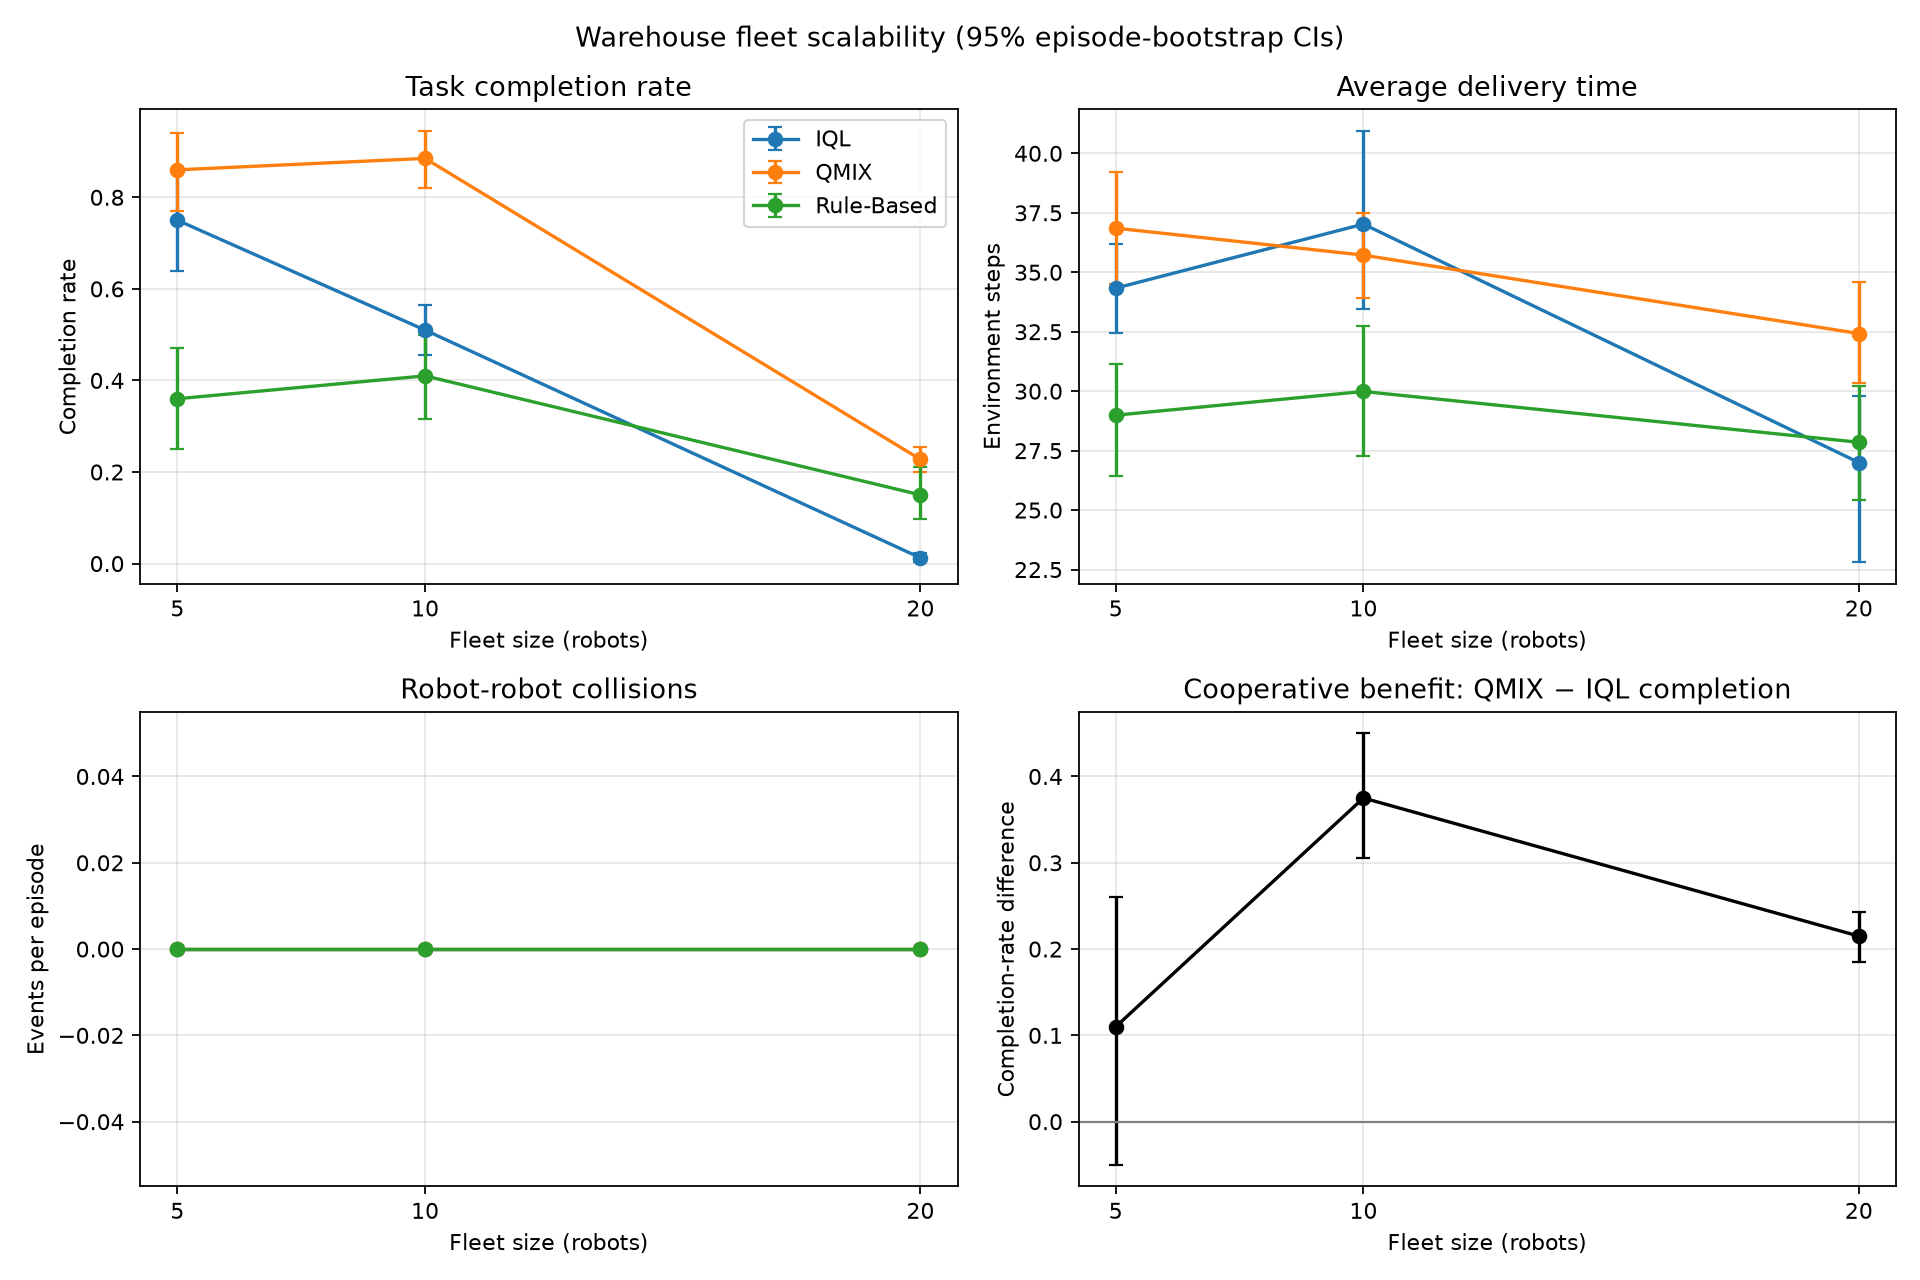 Warehouse fleet scalability (95% episode-bootstrap CIs)
Task completion rate
Completion rate
0.8
0.6
0.4
0.2
0.0
IQL
QMIX
Rule-Based
5
10
20
Fleet size (robots)
Average delivery time
Environment steps
40.0
37.5
35.0
32.5
30.0
27.5
25.0
22.5
5
10
20
Fleet size (robots)
Robot-robot collisions
Events per episode
0.04
0.02
0.00
−0.02
−0.04
5
10
20
Fleet size (robots)
Cooperative benefit: QMIX − IQL completion
Completion-rate difference
0.4
0.3
0.2
0.1
0.0
5
10
20
Fleet size (robots)